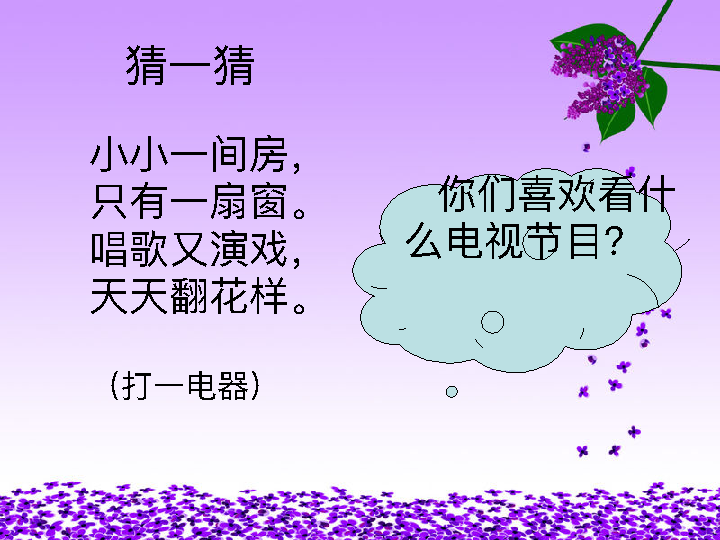 猜一猜
小小一间房，
只有一扇窗。
唱歌又演戏，
天天翻花样。
（打一电器）
你们喜欢看什
么电视节目？